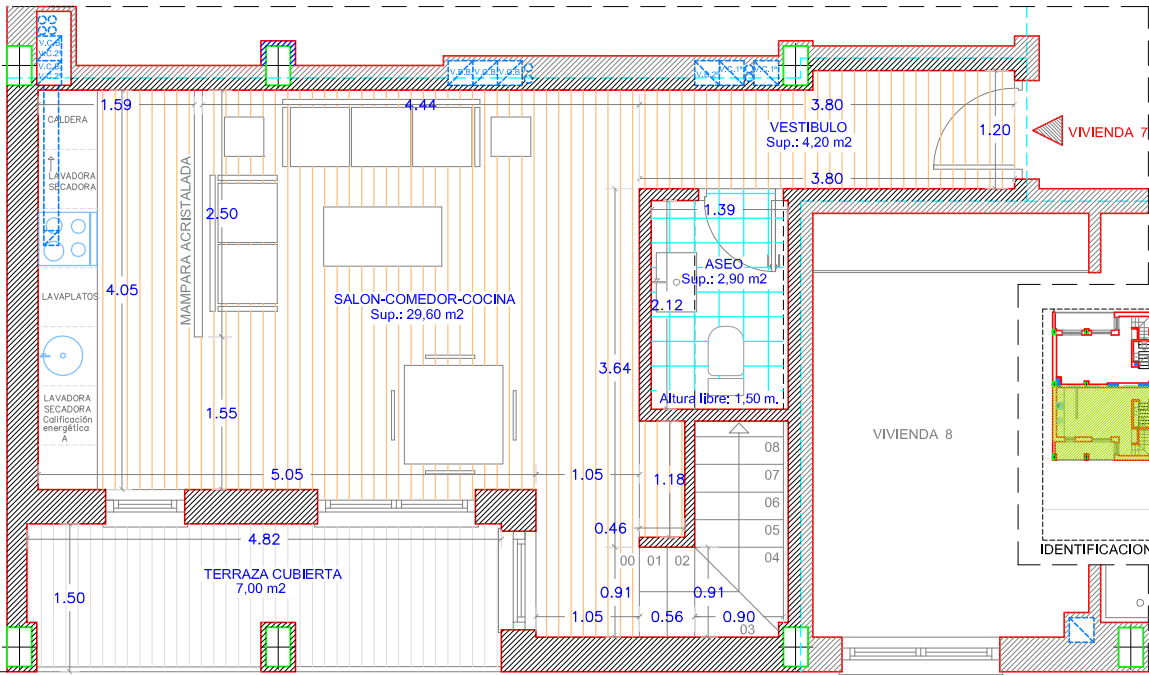 V.C.B
V.C.2ª
V.C.B
V.C.2ª
V.C.B
V.C.B
V.C.B
1.59
4.44
3.80
CALDERA
VESTIBULO
Sup.: 4,20 m2
1.20
VIVIENDA 7
LAVADORA
SECADORA
3.80
MAMPARA ACRISTALADA
2.50
1.39
ASEO
Sup.: 2,90 m2
4.05
LAVAPLATOS
SALON-COMEDOR-COCINA
Sup.: 29,60 m2
2.12
3.64
LAVADORA
SECADORA
Calificación
energética
A
1.55
Altura libre: 1,50 m.
VIVIENDA 8
08
5.05
1.05
1.18
07
06
0.46
05
4.82
00
01
02
04
IDENTIFICACION
TERRAZA CUBIERTA
7,00 m2
1.50
0.91
0.91
1.05
0.56
0.90
03